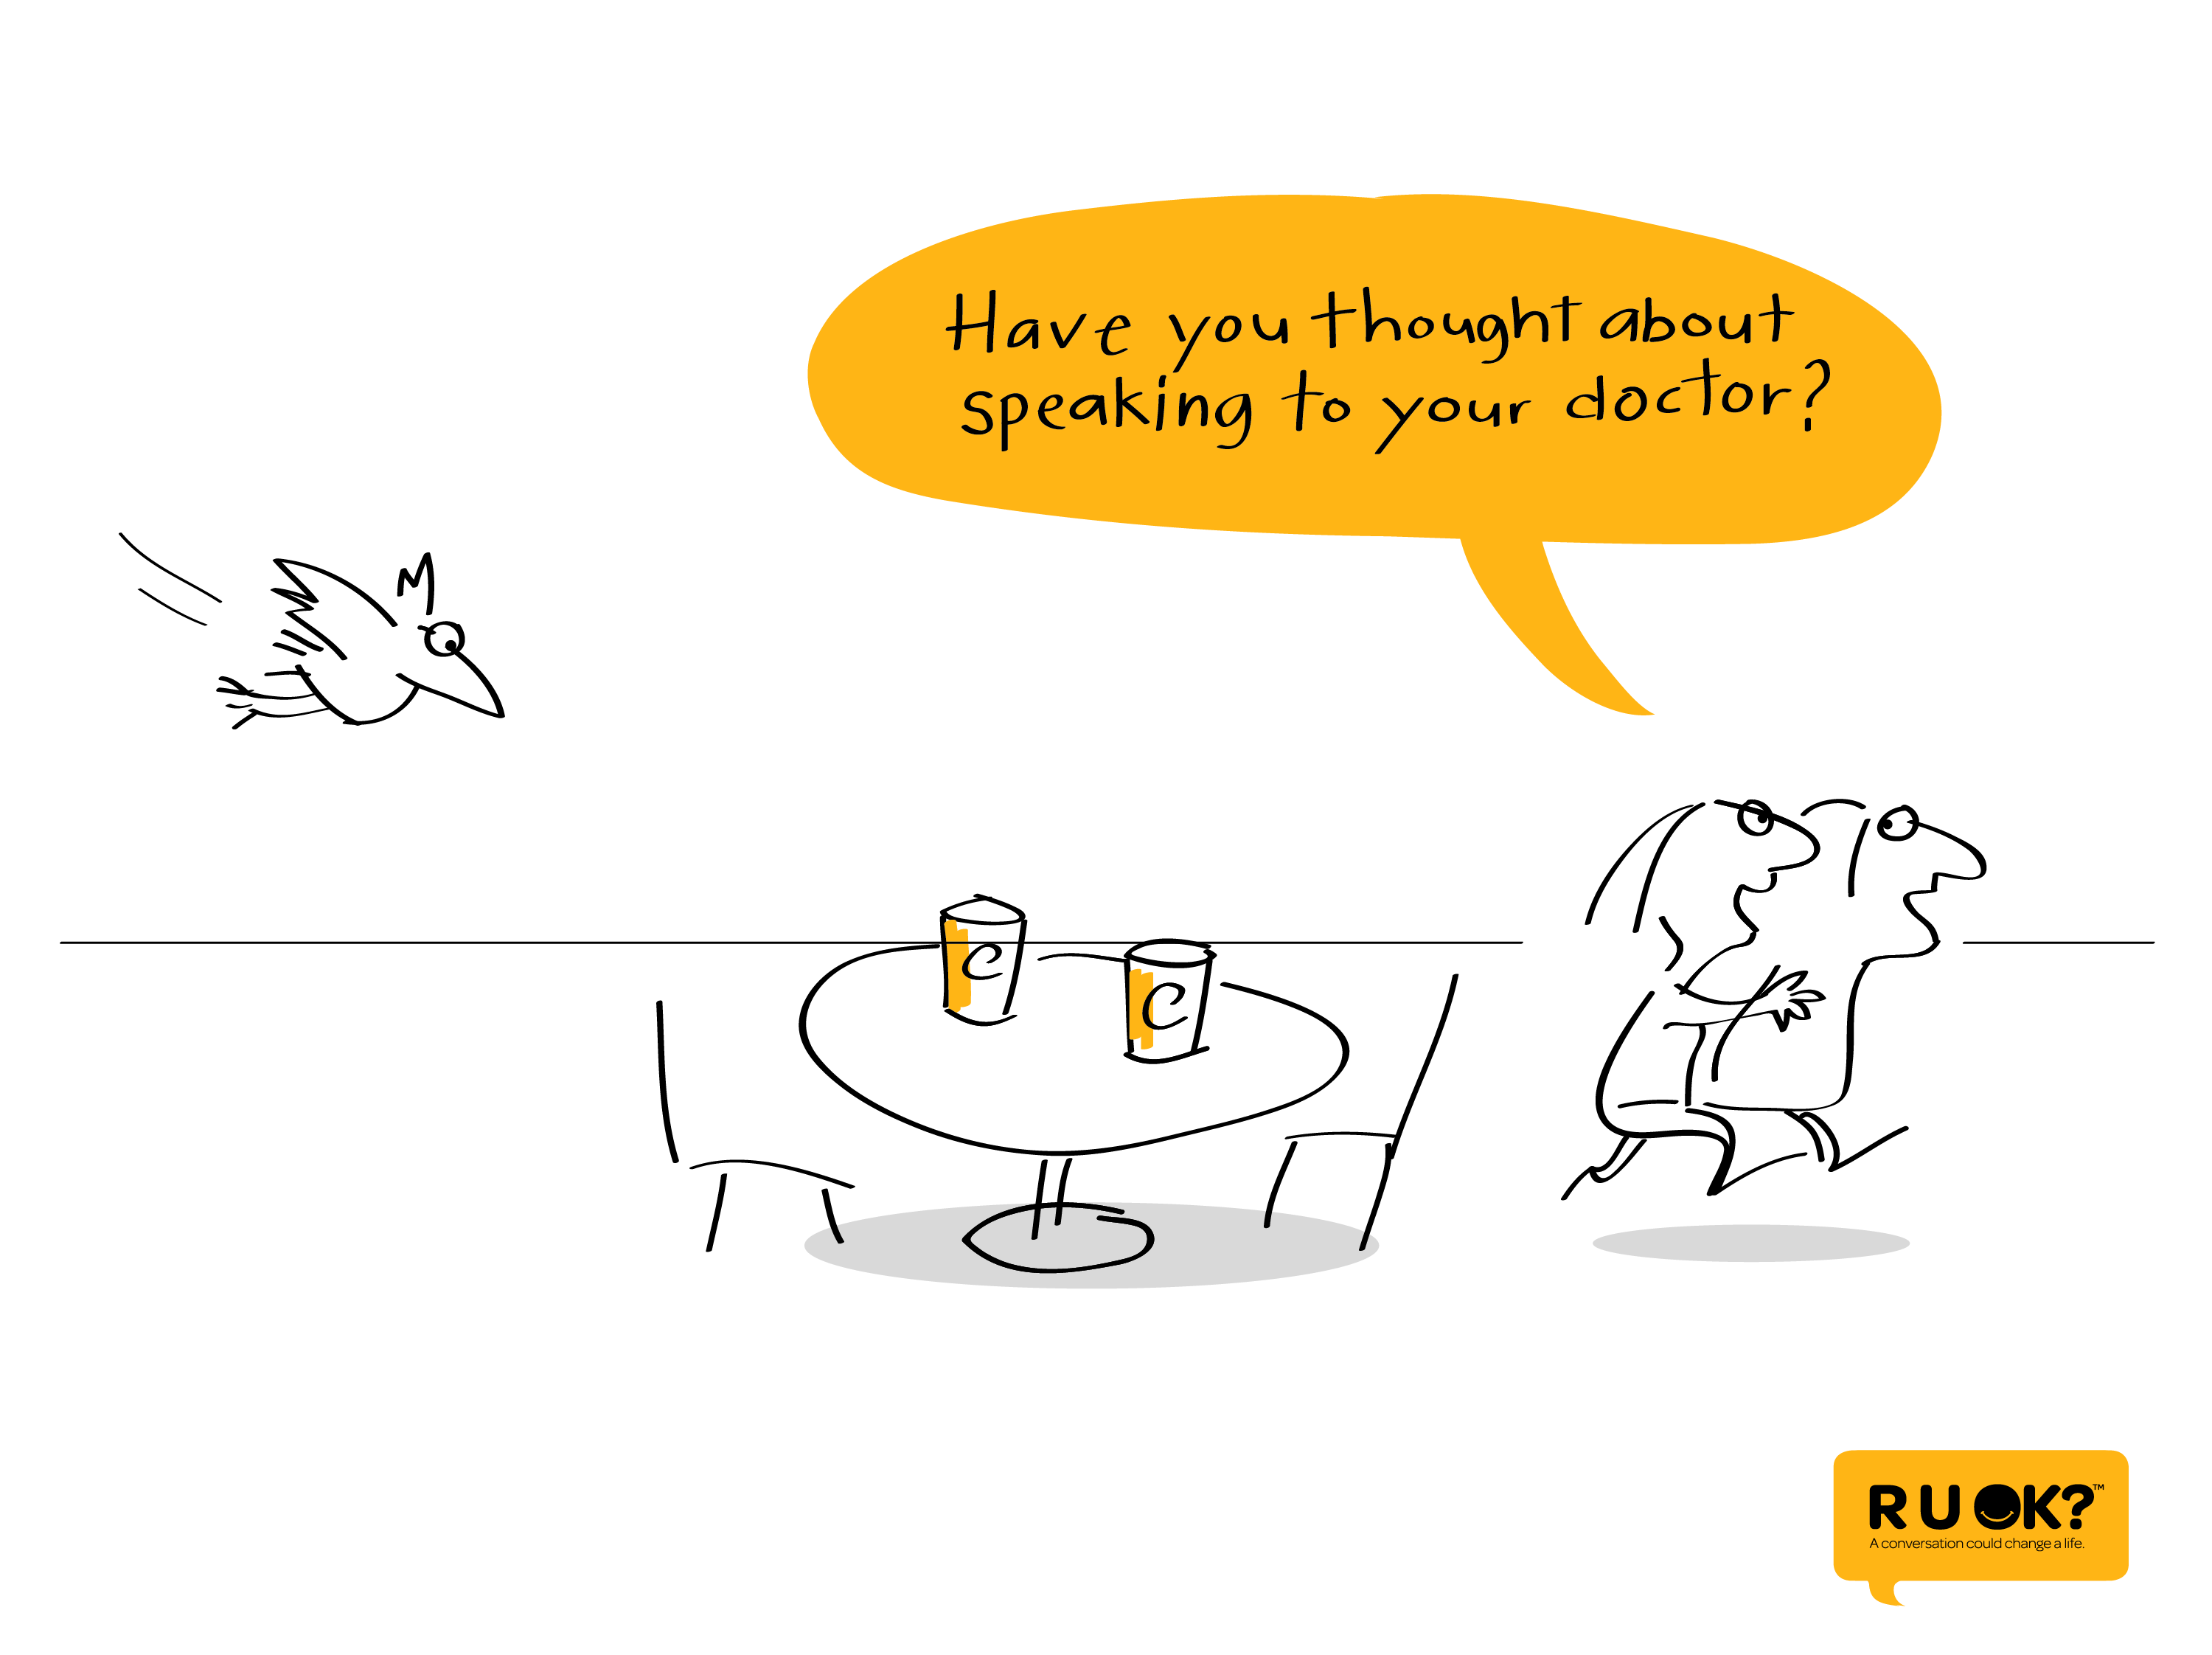 Have you thought about
speaking to your doctor?
C
C
R U OK?™
A conversation could change a life.